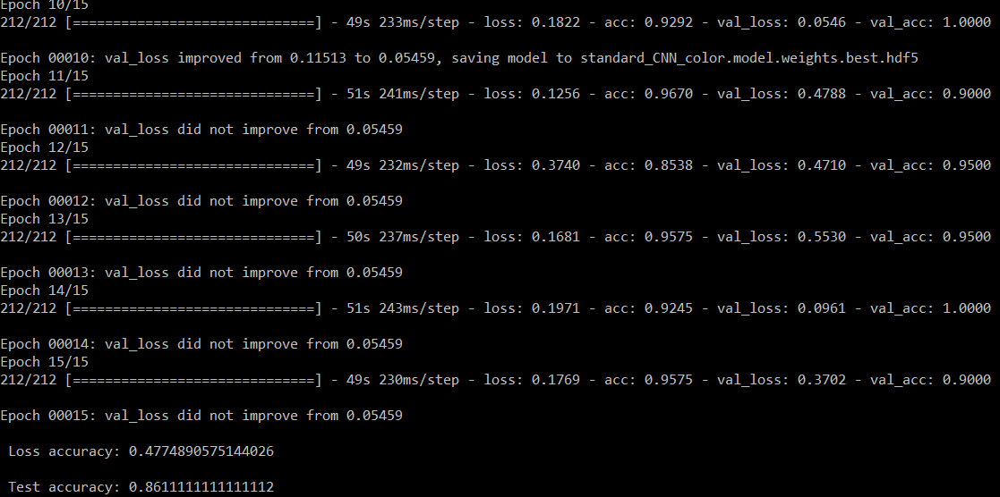 Epoch 10/15
212/212 [==============================] - 49s 233ms/step - loss: 0.1822 - acc: 0.9292 - val_loss: 0.0546 - val_acc: 1.0000
Epoch 00010: val_loss improved from 0.11513 to 0.05459, saving model to standard_CNN_color.model.weights.best.hdf5
Epoch 11/15
212/212 [==============================] - 51s 241ms/step - loss: 0.1256 - acc: 0.9670 - val_loss: 0.4788 - val_acc: 0.9000
Epoch 00011: val_loss did not improve from 0.05459
Epoch 12/15
212/212 [==============================] - 49s 232ms/step - loss: 0.3740 - acc: 0.8538 - val_loss: 0.4710 - val_acc: 0.9500
Epoch 00012: val_loss did not improve from 0.05459
Epoch 13/15
212/212 [==============================] - 50s 237ms/step - loss: 0.1681 - acc: 0.9575 - val_loss: 0.5530 - val_acc: 0.9500
Epoch 00013: val_loss did not improve from 0.05459
Epoch 14/15
212/212 [==============================] - 51s 243ms/step - loss: 0.1971 - acc: 0.9245 - val_loss: 0.0961 - val_acc: 1.0000
Epoch 00014: val_loss did not improve from 0.05459
Epoch 15/15
212/212 [==============================] - 49s 230ms/step - loss: 0.1769 - acc: 0.9575 - val_loss: 0.3702 - val_acc: 0.9000
Epoch 00015: val_loss did not improve from 0.05459
Loss accuracy: 0.4774890575144026
Test accuracy: 0.8611111111111112